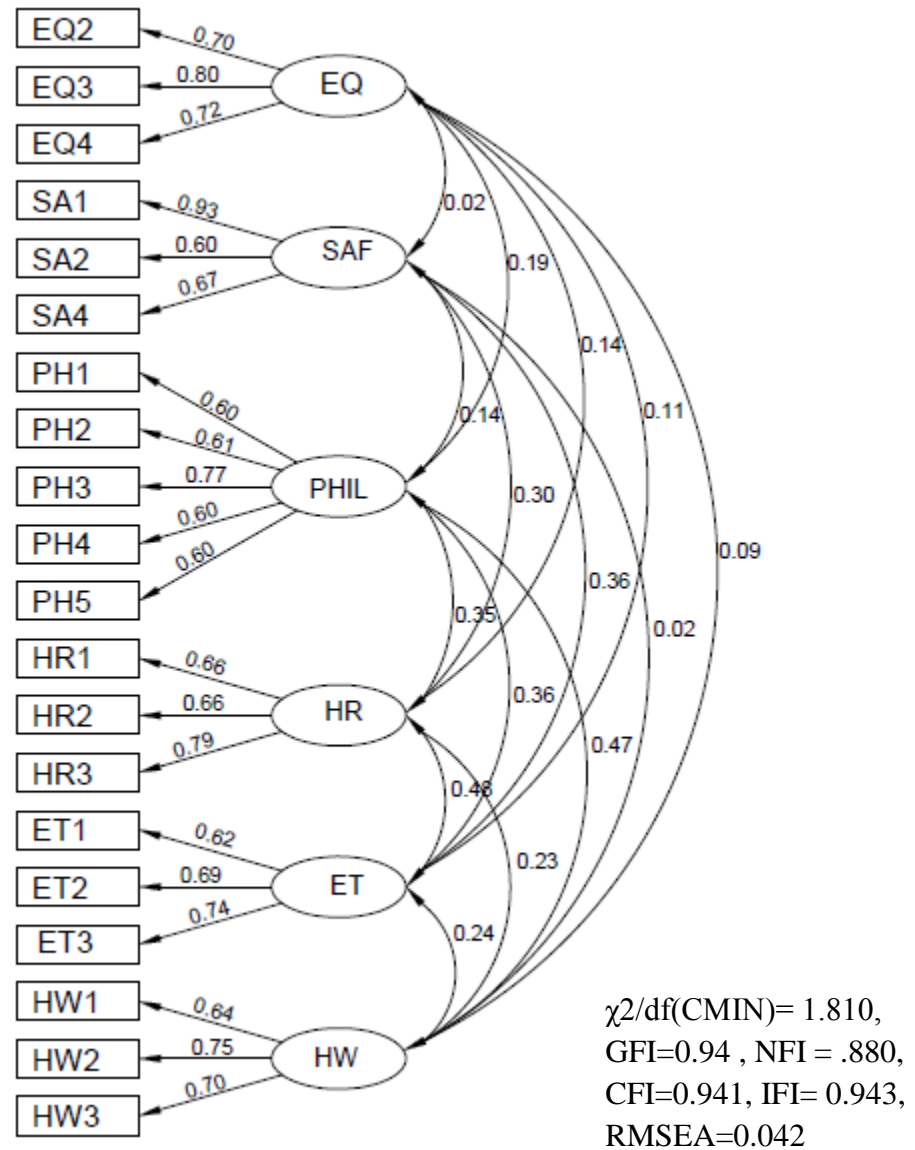 EQ2
0.70
EQ3
0.80
EQ
EQ4
0.72
SA1
0.93
0.02
SA2
0.60
SAF
0.19
SA4
0.67
PH1
0.60
0.14
0.14
0.11
PH2
0.61
PH3
0.77
PHIL
0.30
PH4
0.60
0.36
0.09
PH5
0.60
0.35
0.02
HR1
0.66
0.36
HR2
0.66
HR
0.47
HR3
0.79
0.48
ET1
0.62
0.23
ET2
0.69
ET
ET3
0.74
0.24
HW1
0.64
HW2
0.75
HW
HW3
0.70
χ2/df(CMIN)= 1.810,
GFI=0.94 , NFI = .880,
CFI=0.941, IFI= 0.943,
RMSEA=0.042